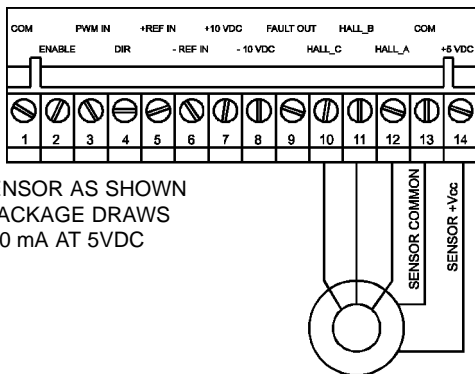 COM PWM IN +REF IN +10 VDC FAULT OUT HALL_B COM
ENABLE DIR - REF IN - 10 VDC HALL_C HALL_A +5 VDC
1 2 3 4 5 6 7 8 9 10 11 12 13 14
ENSOR AS SHOWN
ACKAGE DRAWS
0 mA AT 5VDC
SENSOR COMMON
SENSOR +Vcc